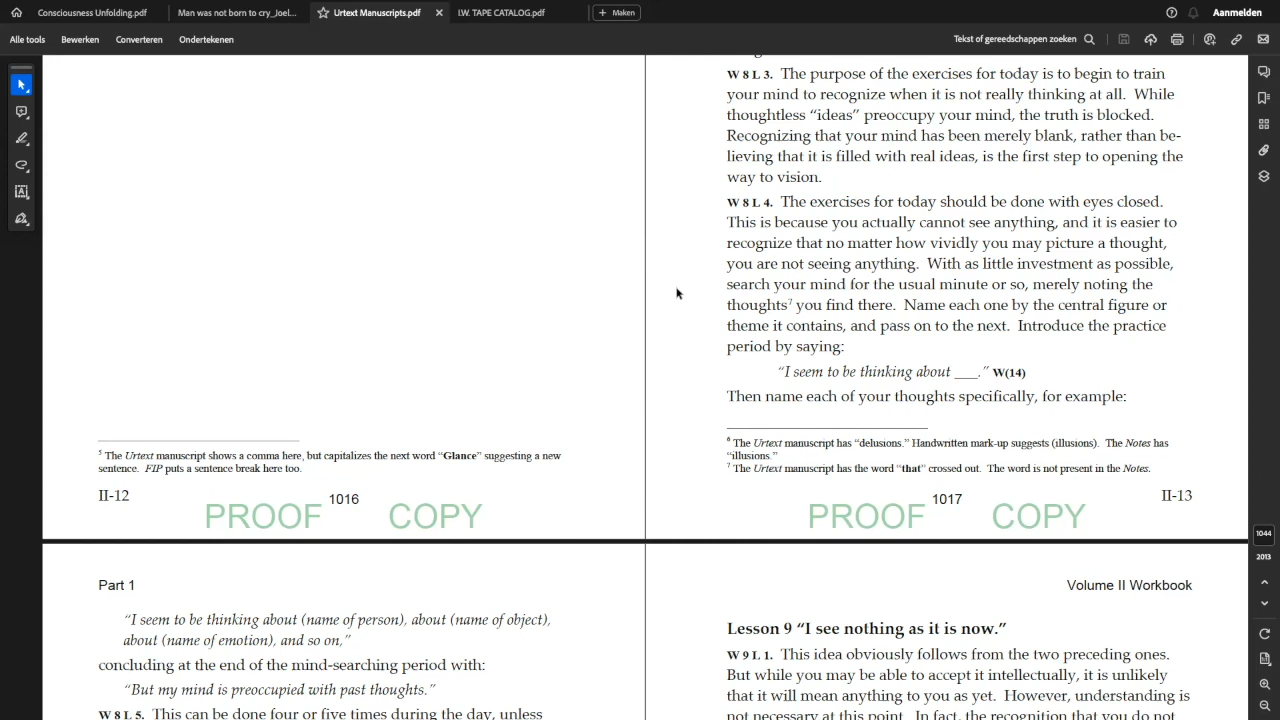 Consciousness Unfolding.pdf
Man was not born to cry_Joel...
Urtext Manuscripts.pdf
I.W. TAPE CATALOG.pdf
+ Maken
Aanmelden
Alle tools
Bewerken
Converteren
Ondertekenen
Tekst of gereedschappen zoeken
W 8 L 3. The purpose of the exercises for today is to begin to train
your mind to recognize when it is not really thinking at all. While
thoughtless “ideas” preoccupy your mind, the truth is blocked.
Recognizing that your mind has been merely blank, rather than be-
lieving that it is filled with real ideas, is the first step to opening the
way to vision.
W 8 L 4. The exercises for today should be done with eyes closed.
This is because you actually cannot see anything, and it is easier to
recognize that no matter how vividly you may picture a thought,
you are not seeing anything. With as little investment as possible,
search your mind for the usual minute or so, merely noting the
thoughts7 you find there. Name each one by the central figure or
theme it contains, and pass on to the next. Introduce the practice
period by saying:
“I seem to be thinking about ___.” W(14)
Then name each of your thoughts specifically, for example:
5 The Urtext manuscript shows a comma here, but capitalizes the next word “Glance” suggesting a new
sentence. FIP puts a sentence break here too.
II-12
1016
PROOF COPY
6 The Urtext manuscript has “delusions.” Handwritten mark-up suggests (illusions). The Notes has
“illusions.”
7 The Urtext manuscript has the word “that” crossed out. The word is not present in the Notes.
1017
II-13
PROOF COPY
1044
2013
Part 1
“I seem to be thinking about (name of person), about (name of object),
about (name of emotion), and so on,”
concluding at the end of the mind-searching period with:
“But my mind is preoccupied with past thoughts.”
W 8 L 5. This can be done four or five times during the day, unless
Volume II Workbook
Lesson 9 “I see nothing as it is now.”
W 9 L 1. This idea obviously follows from the two preceding ones.
But while you may be able to accept it intellectually, it is unlikely
that it will mean anything to you as yet. However, understanding is
not necessary at this point. In fact, the recognition that you do not